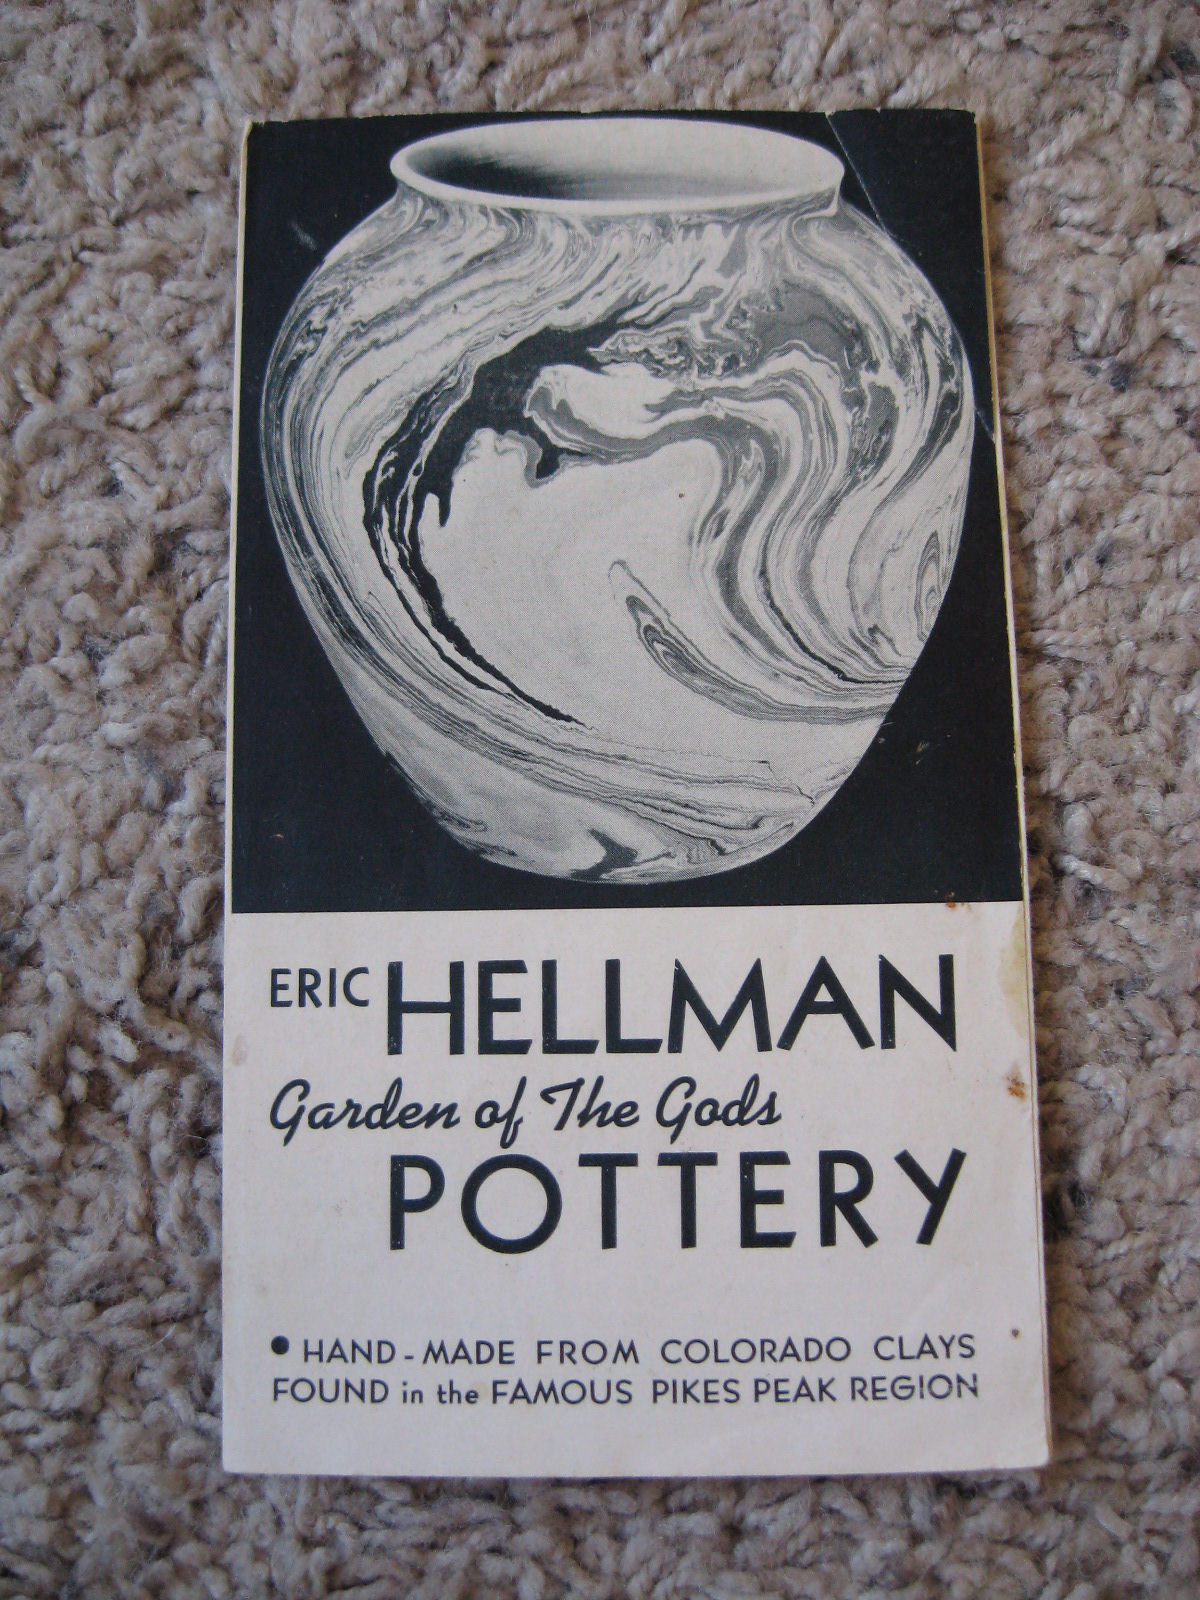 ERIC HELLMAN
Garden of The Gods
POTTERY
• HAND-MADE FROM COLORADO CLAYS
FOUND in the FAMOUS PIKES PEAK REGION